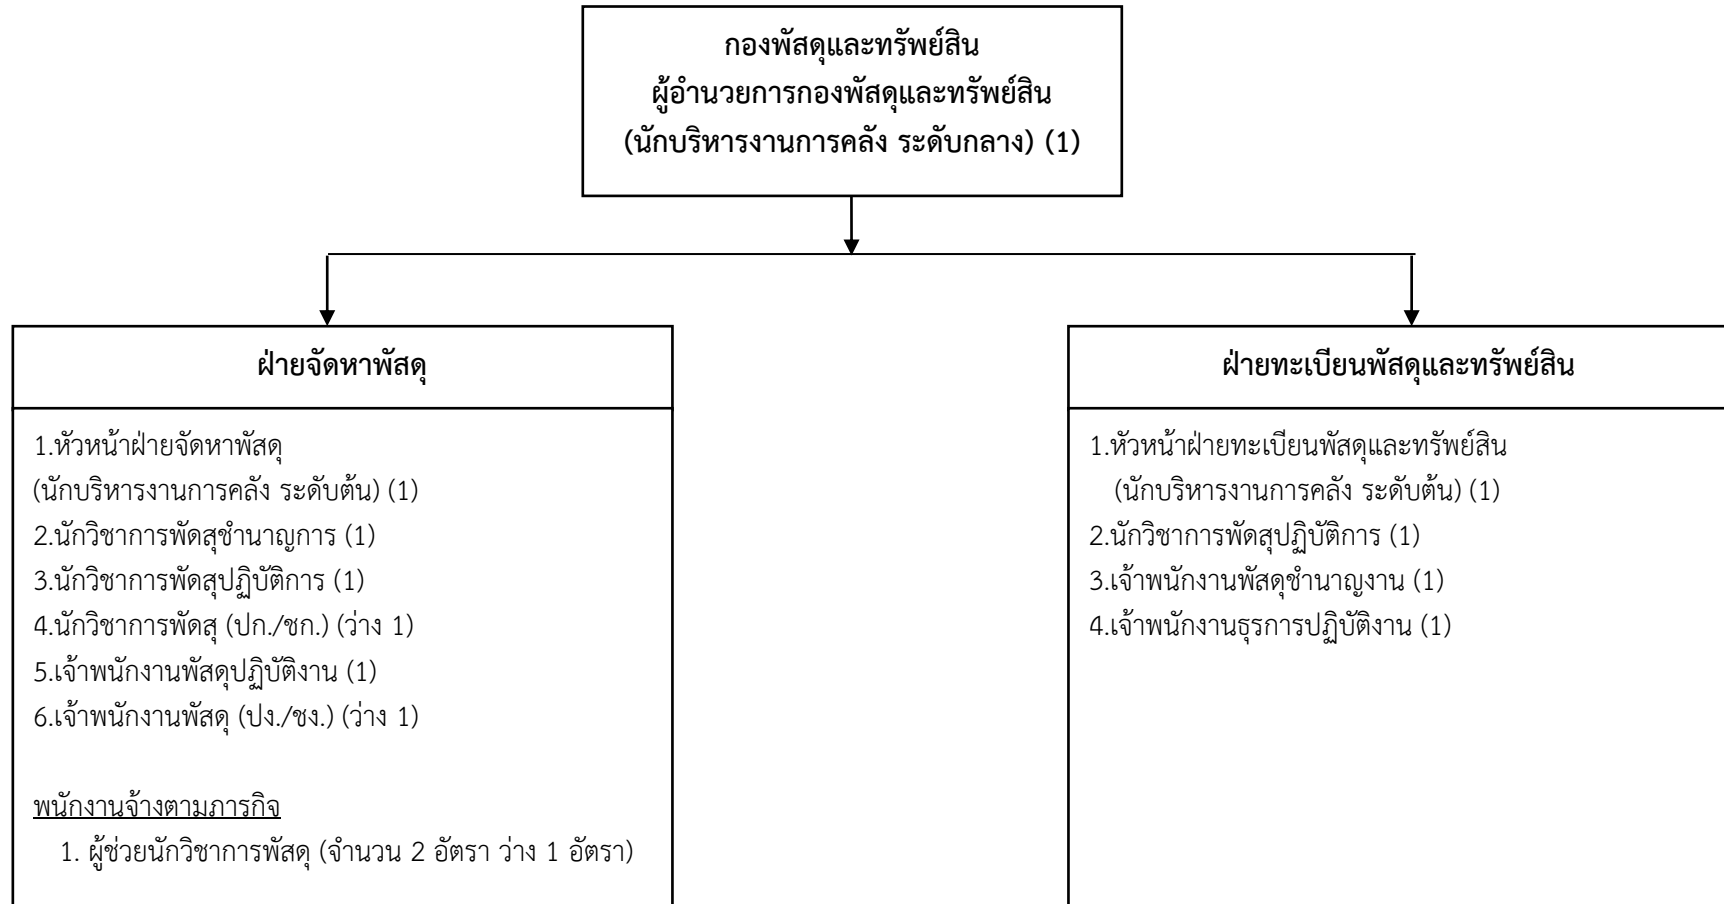 กองพัสดุและทรัพย์สิน
ผู้อำนวยการกองพัสดุและทรัพย์สิน
(นักบริหารงานการคลัง ระดับกลาง) (1)
ฝ่ายจัดหาพัสดุ
1.หัวหน้าฝ่ายจัดหาพัสดุ
(นักบริหารงานการคลัง ระดับต้น) (1)
2.นักวิชาการพัดสุชำนาญการ (1)
3.นักวิชาการพัดสุปฏิบัติการ (1)
4.นักวิชาการพัดสุ (ปก./ชก.) (ว่าง 1)
5.เจ้าพนักงานพัสดุปฏิบัติงาน (1)
6.เจ้าพนักงานพัสดุ (ปง./ชง.) (ว่าง 1)
พนักงานจ้างตามภารกิจ
1. ผู้ช่วยนักวิชาการพัสดุ (จำนวน 2 อัตรา ว่าง 1 อัตรา)
ฝ่ายทะเบียนพัสดุและทรัพย์สิน
1.หัวหน้าฝ่ายทะเบียนพัสดุและทรัพย์สิน
(นักบริหารงานการคลัง ระดับต้น) (1)
2.นักวิชาการพัดสุปฏิบัติการ (1)
3.เจ้าพนักงานพัสดุชำนาญงาน (1)
4.เจ้าพนักงานธุรการปฏิบัติงาน (1)